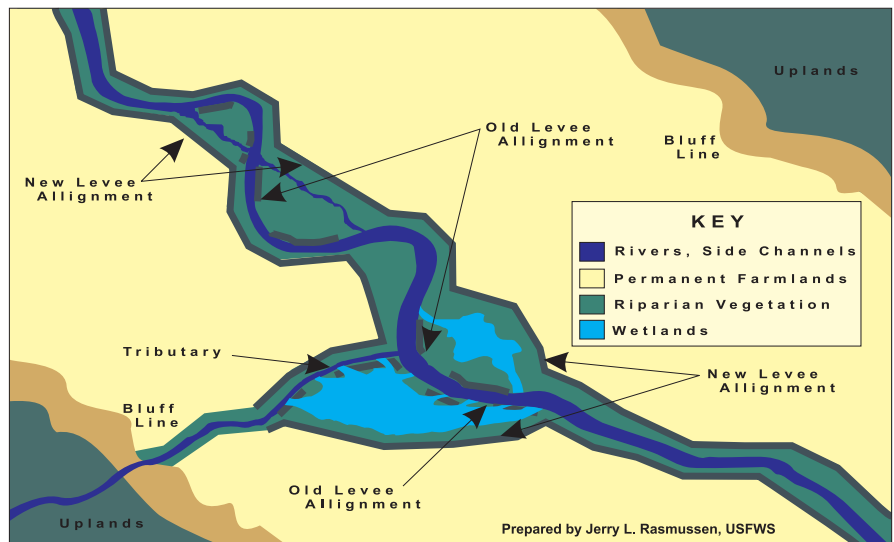 Uplands
Bluff
Line
Old Levee
Allignment
New Levee
Allignment
KEY
Rivers, Side Channels
Permanent Farmlands
Riparian Vegetation
Wetlands
Tributary
New Levee
Allignment
Bluff
Line
Old Levee
Allignment
Uplands
Prepared by Jerry L. Rasmussen, USFWS